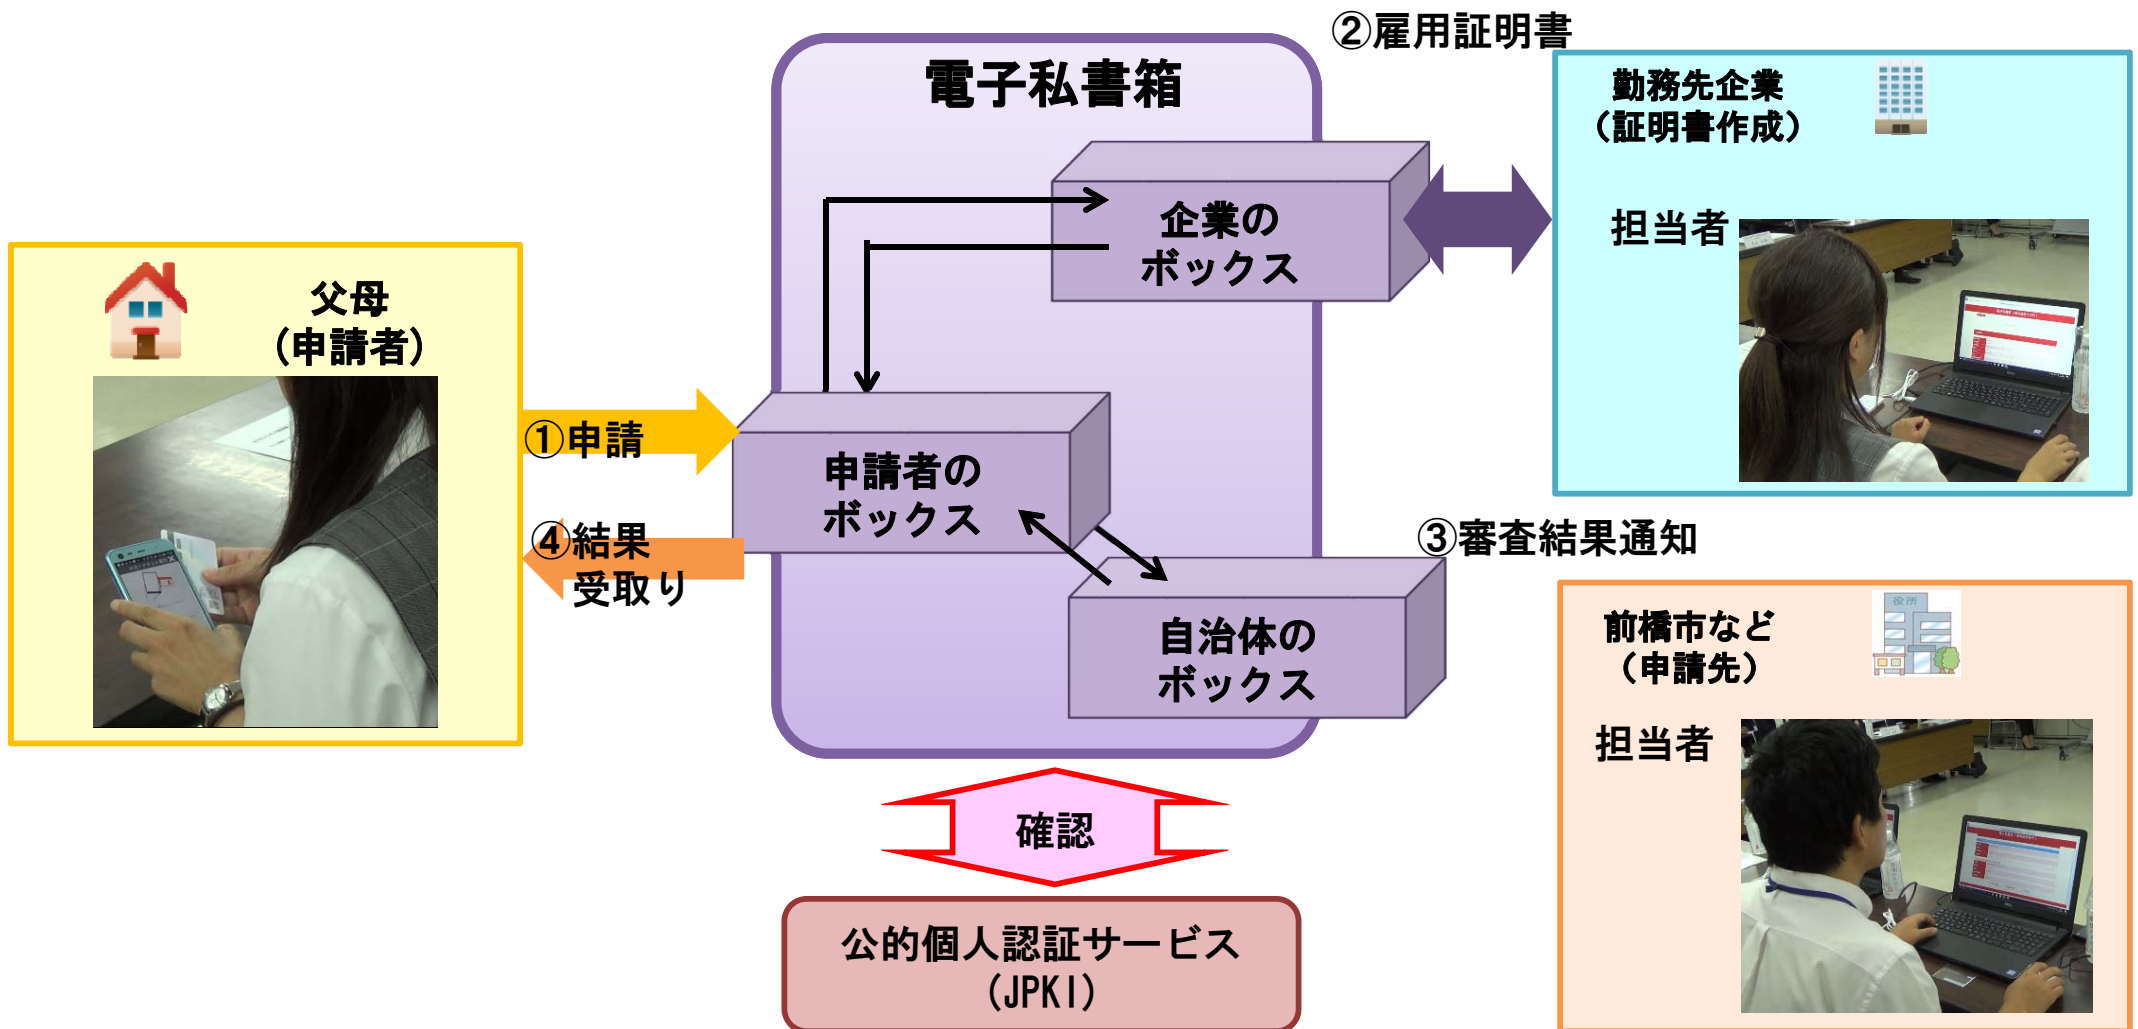 電子私書箱
②雇用証明書
勤務先企業
（証明書作成）
担当者
企業の
ボックス
父母
（申請者）
①申請
申請者の
ボックス
④結果
受取り
③審査結果通知
自治体の
ボックス
役所
前橋市など
（申請先）
担当者
確認
公的個人認証サービス
(JPKI)